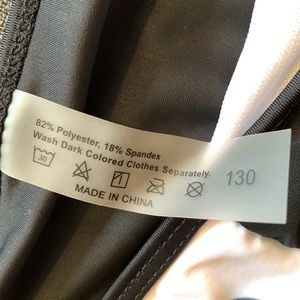 82% Polyester, 18% Spandex
Wash Dark Colored Clothes Separately.
30 130
MADE IN CHINA